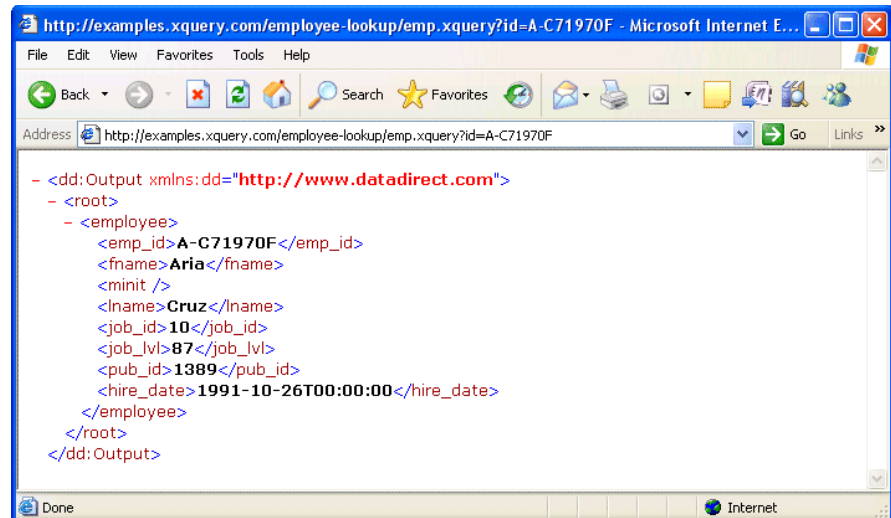 http://examples.xquery.com/employee-lookup/emp.xquery?id=A-C71970F - Microsoft Internet E...
File Edit View Favorites Tools Help
Back Search Favorites
Address http://examples.xquery.com/employee-lookup/emp.xquery?id=A-C71970F Go Links »
- <dd:Output xmlns:dd="http://www.datadirect.com">
- <root>
- <employee>
<emp_id>A-C71970F</emp_id>
<fname>Aria</fname>
<minit />
<lname>Cruz</lname>
<job_id>10</job_id>
<job_lvl>87</job_lvl>
<pub_id>1389</pub_id>
<hire_date>1991-10-26T00:00:00</hire_date>
</employee>
</root>
</dd:Output>
Done Internet